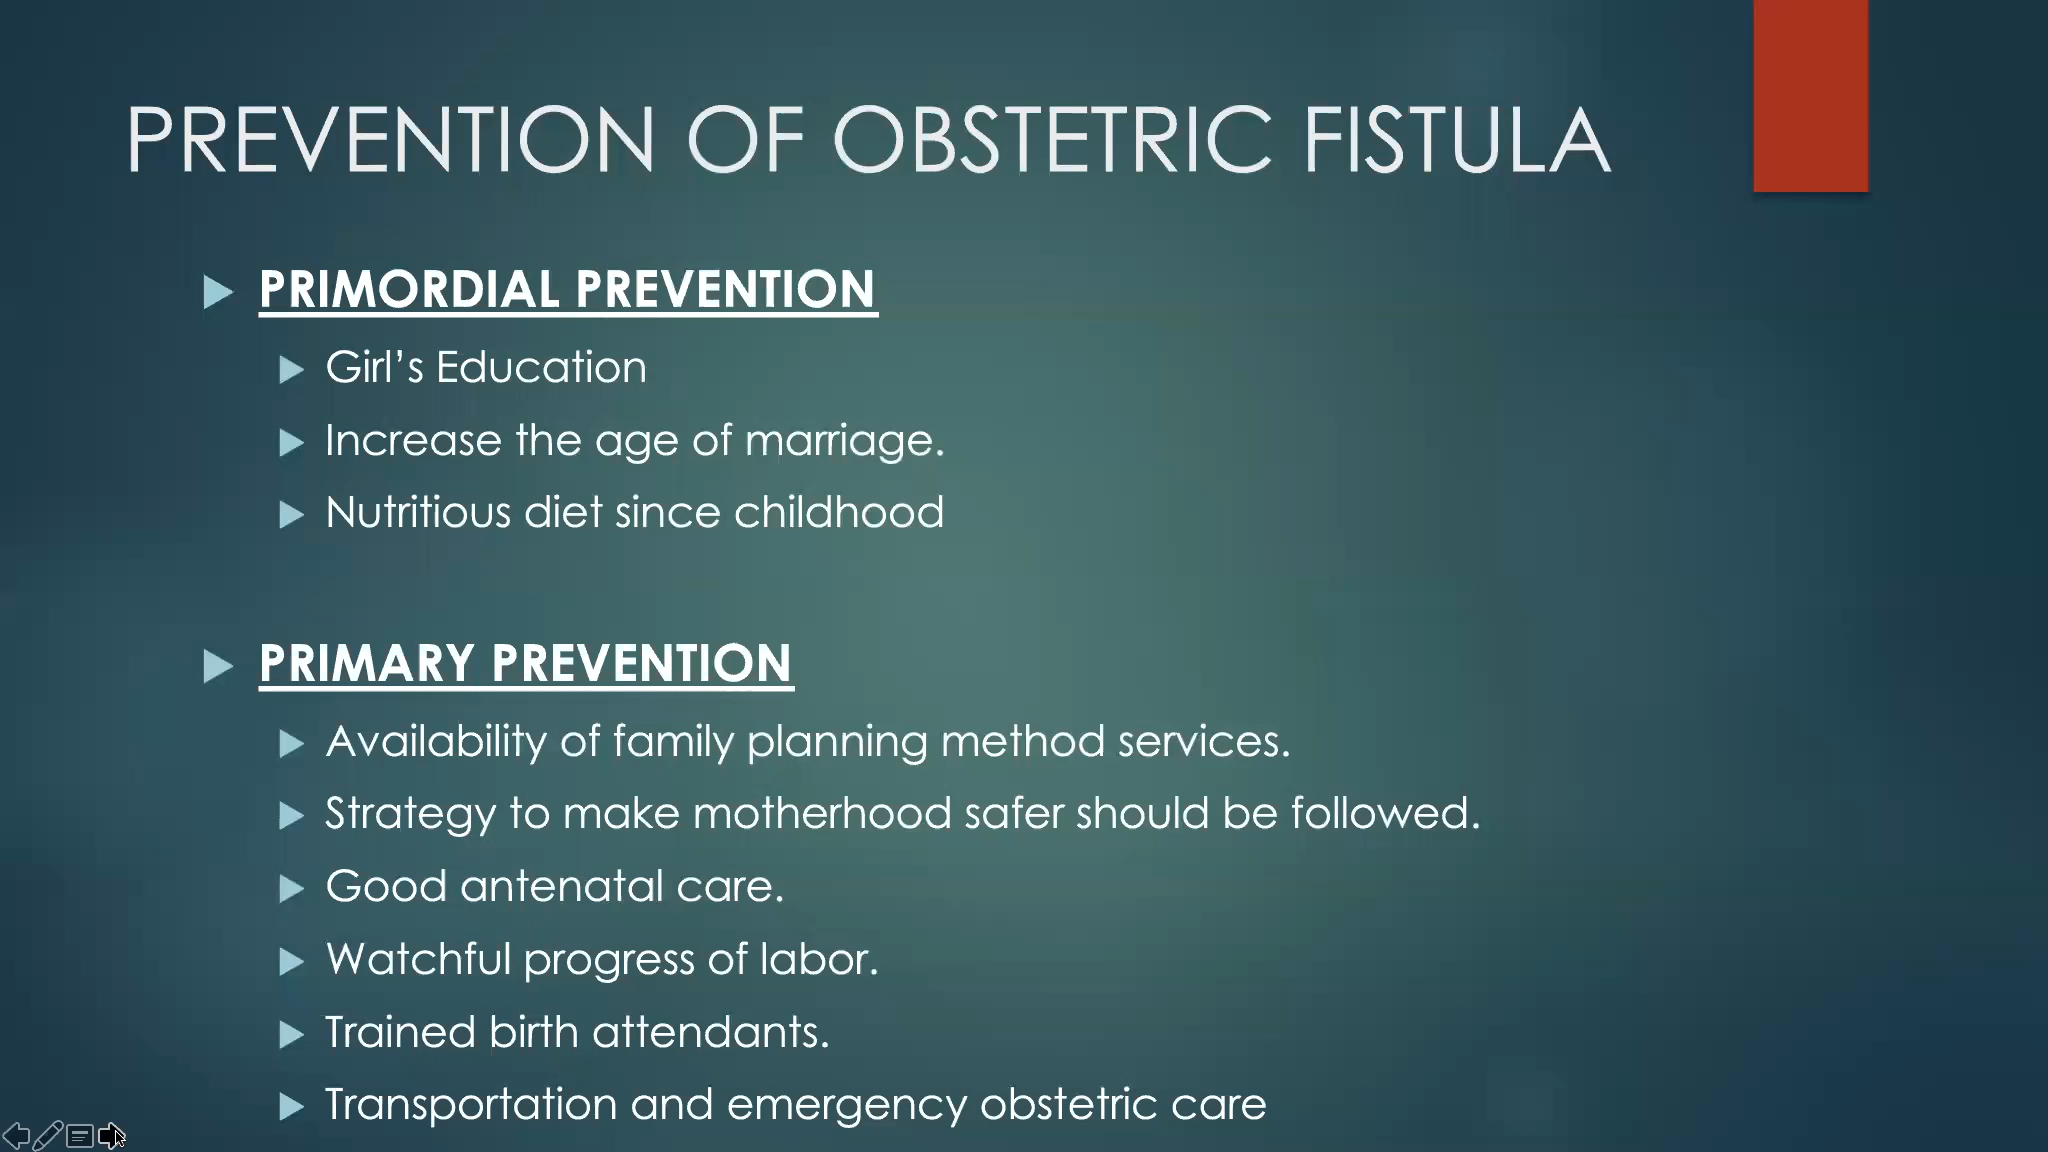 PREVENTION OF OBSTETRIC FISTULA
PRIMORDIAL PREVENTION
Girl’s Education
Increase the age of marriage.
Nutritious diet since childhood
PRIMARY PREVENTION
Availability of family planning method services.
Strategy to make motherhood safer should be followed.
Good antenatal care.
Watchful progress of labor.
Trained birth attendants.
Transportation and emergency obstetric care